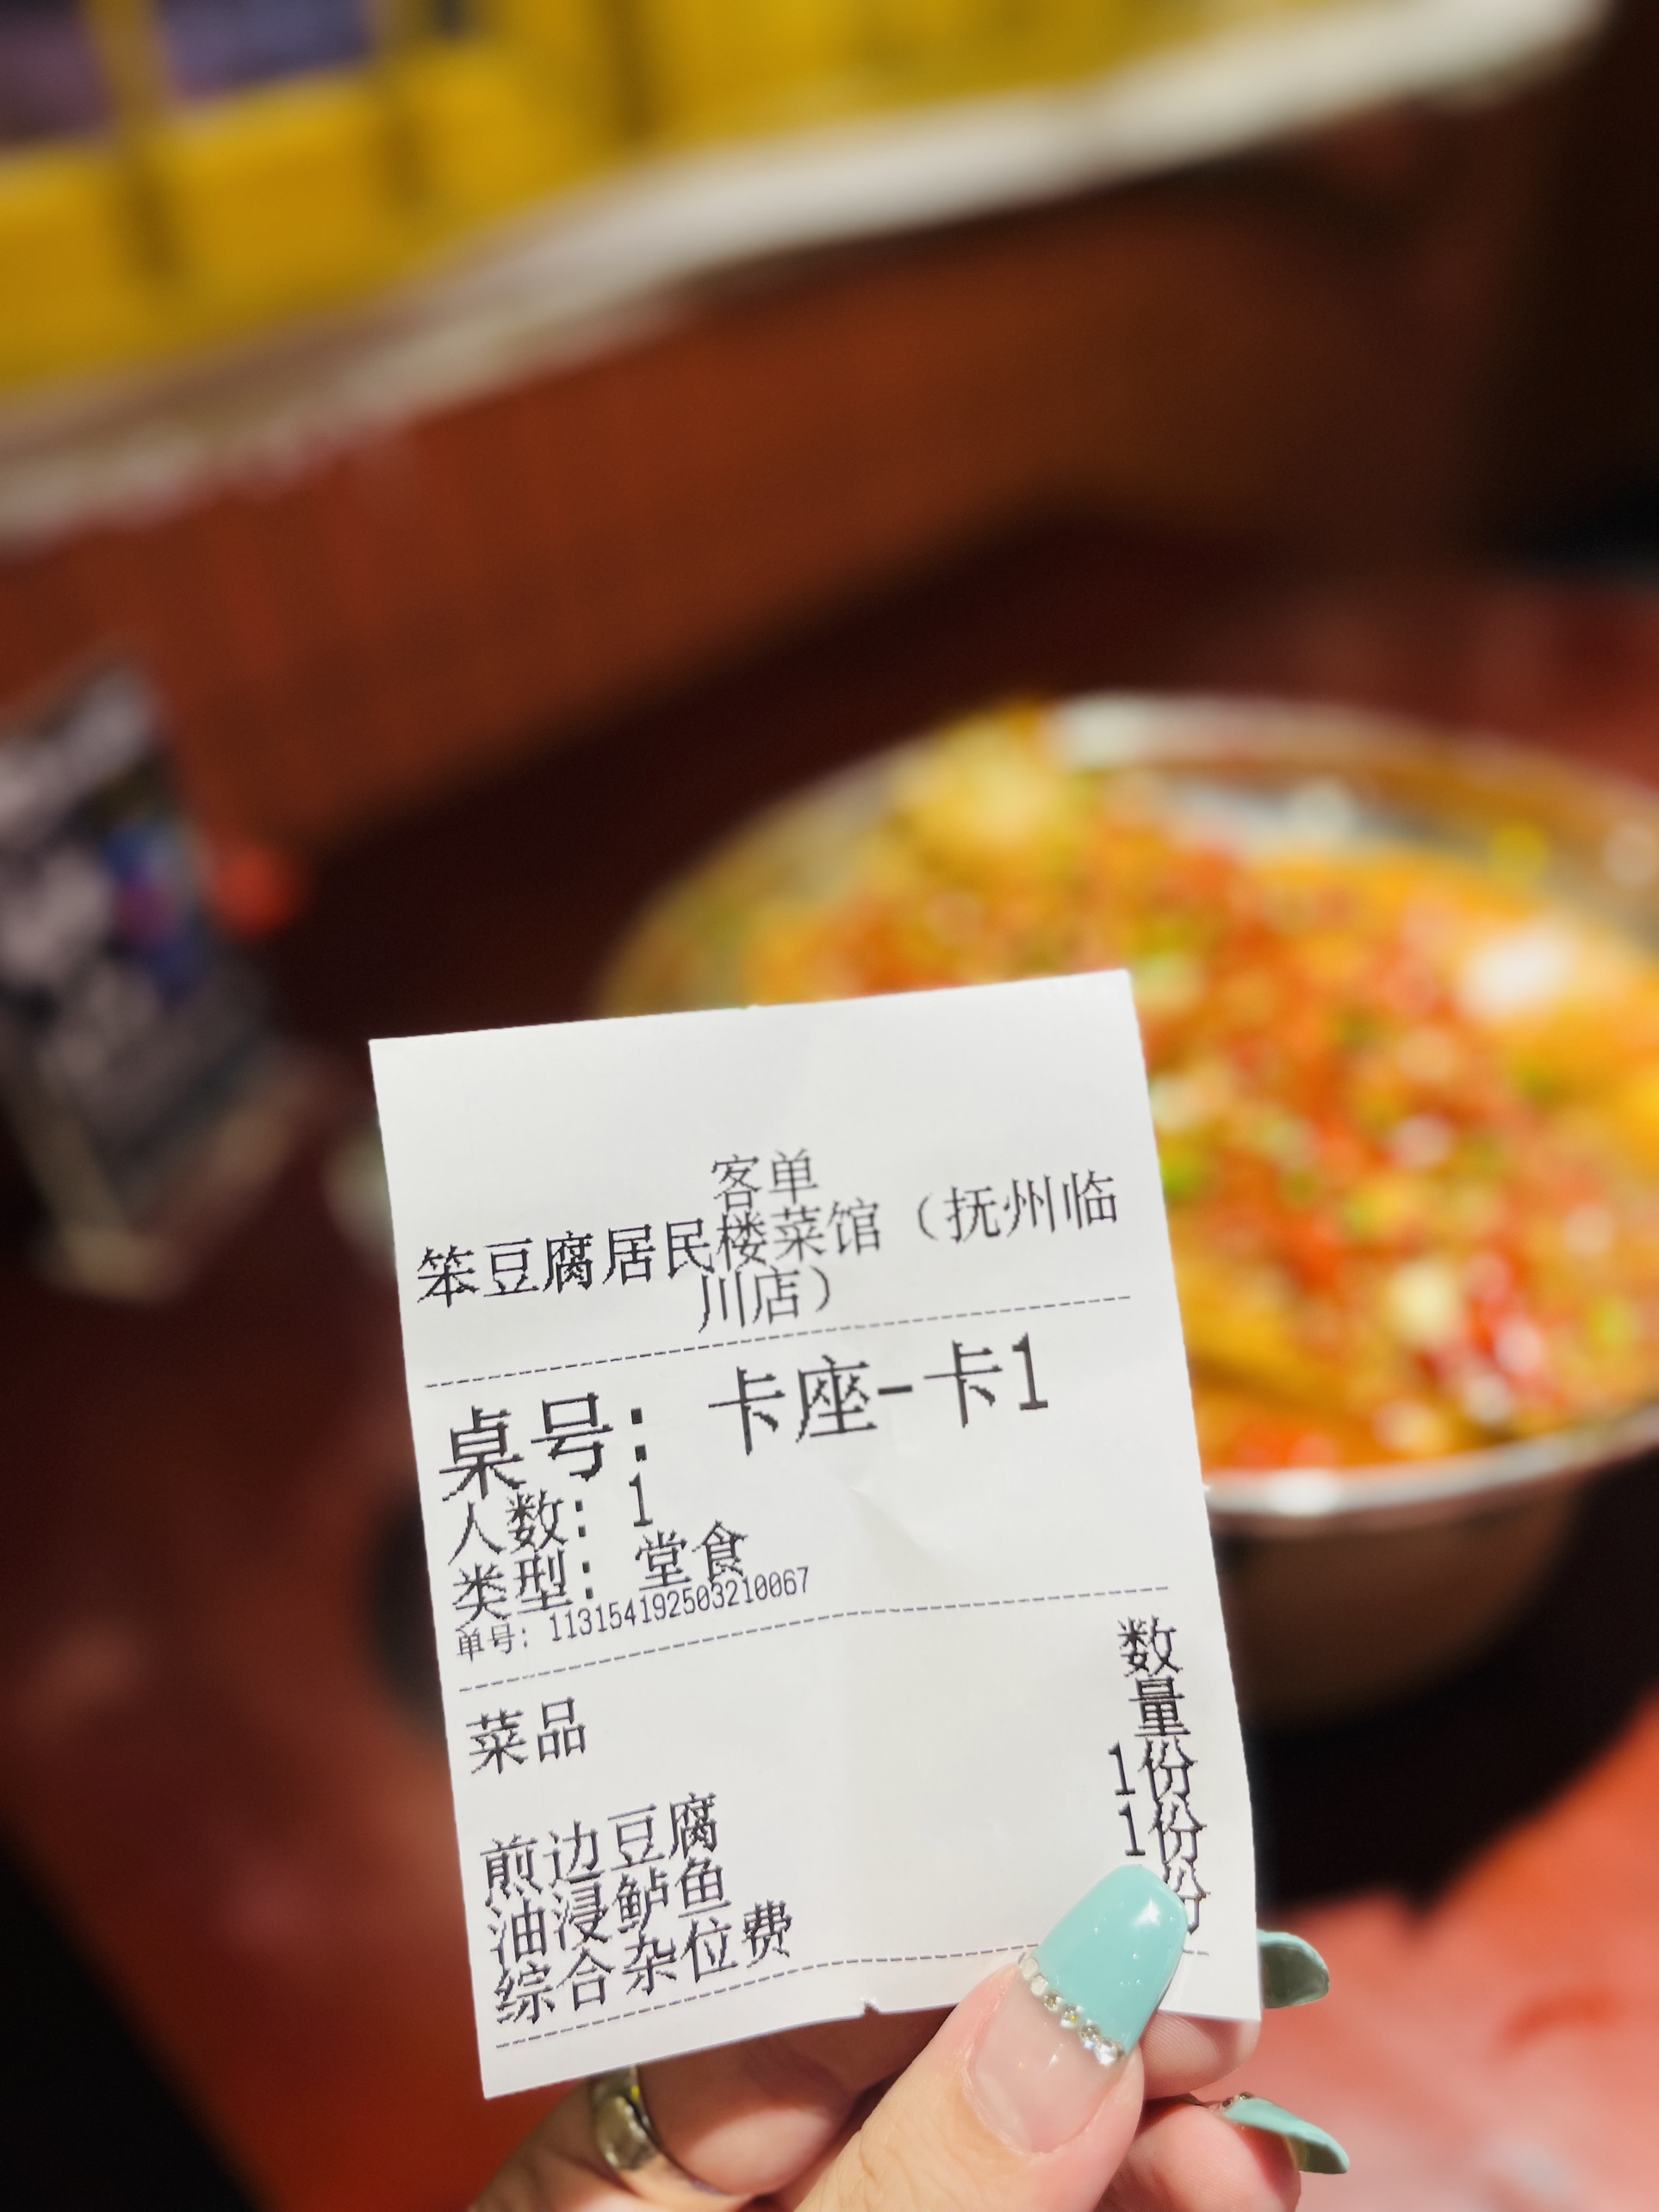 客单
笨豆腐居民楼菜馆（抚州临
川店）
桌号：卡座-卡1
人数：1
类型：堂食
单号：113154192503210067
菜品 数
量
1份
煎边豆腐 1份
油浸鲈鱼 份
综合杂位费